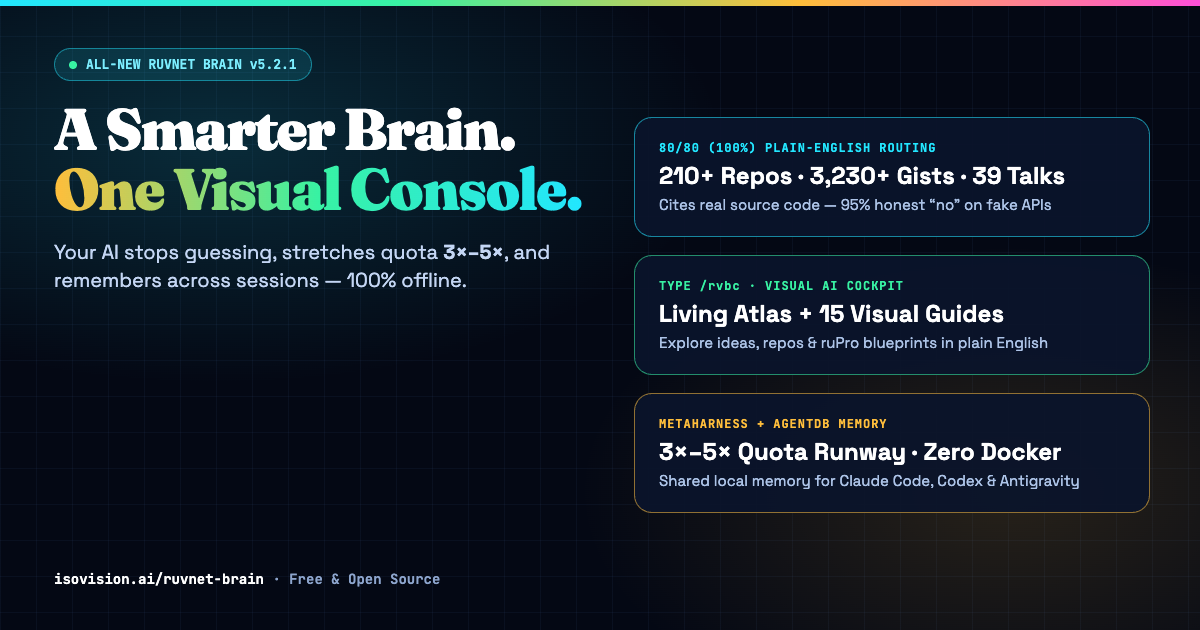 ALL-NEW RUVNET BRAIN v5.2.1
A Smarter Brain.
One Visual Console.
Your AI stops guessing, stretches quota 3×–5×, and
remembers across sessions — 100% offline.
80/80 (100%) PLAIN-ENGLISH ROUTING
210+ Repos · 3,230+ Gists · 39 Talks
Cites real source code — 95% honest “no” on fake APIs
TYPE /rvbc · VISUAL AI COCKPIT
Living Atlas + 15 Visual Guides
Explore ideas, repos & ruPro blueprints in plain English
METAHARNESS + AGENTDB MEMORY
3×–5× Quota Runway · Zero Docker
Shared local memory for Claude Code, Codex & Antigravity
isovision.ai/ruvnet-brain · Free & Open Source